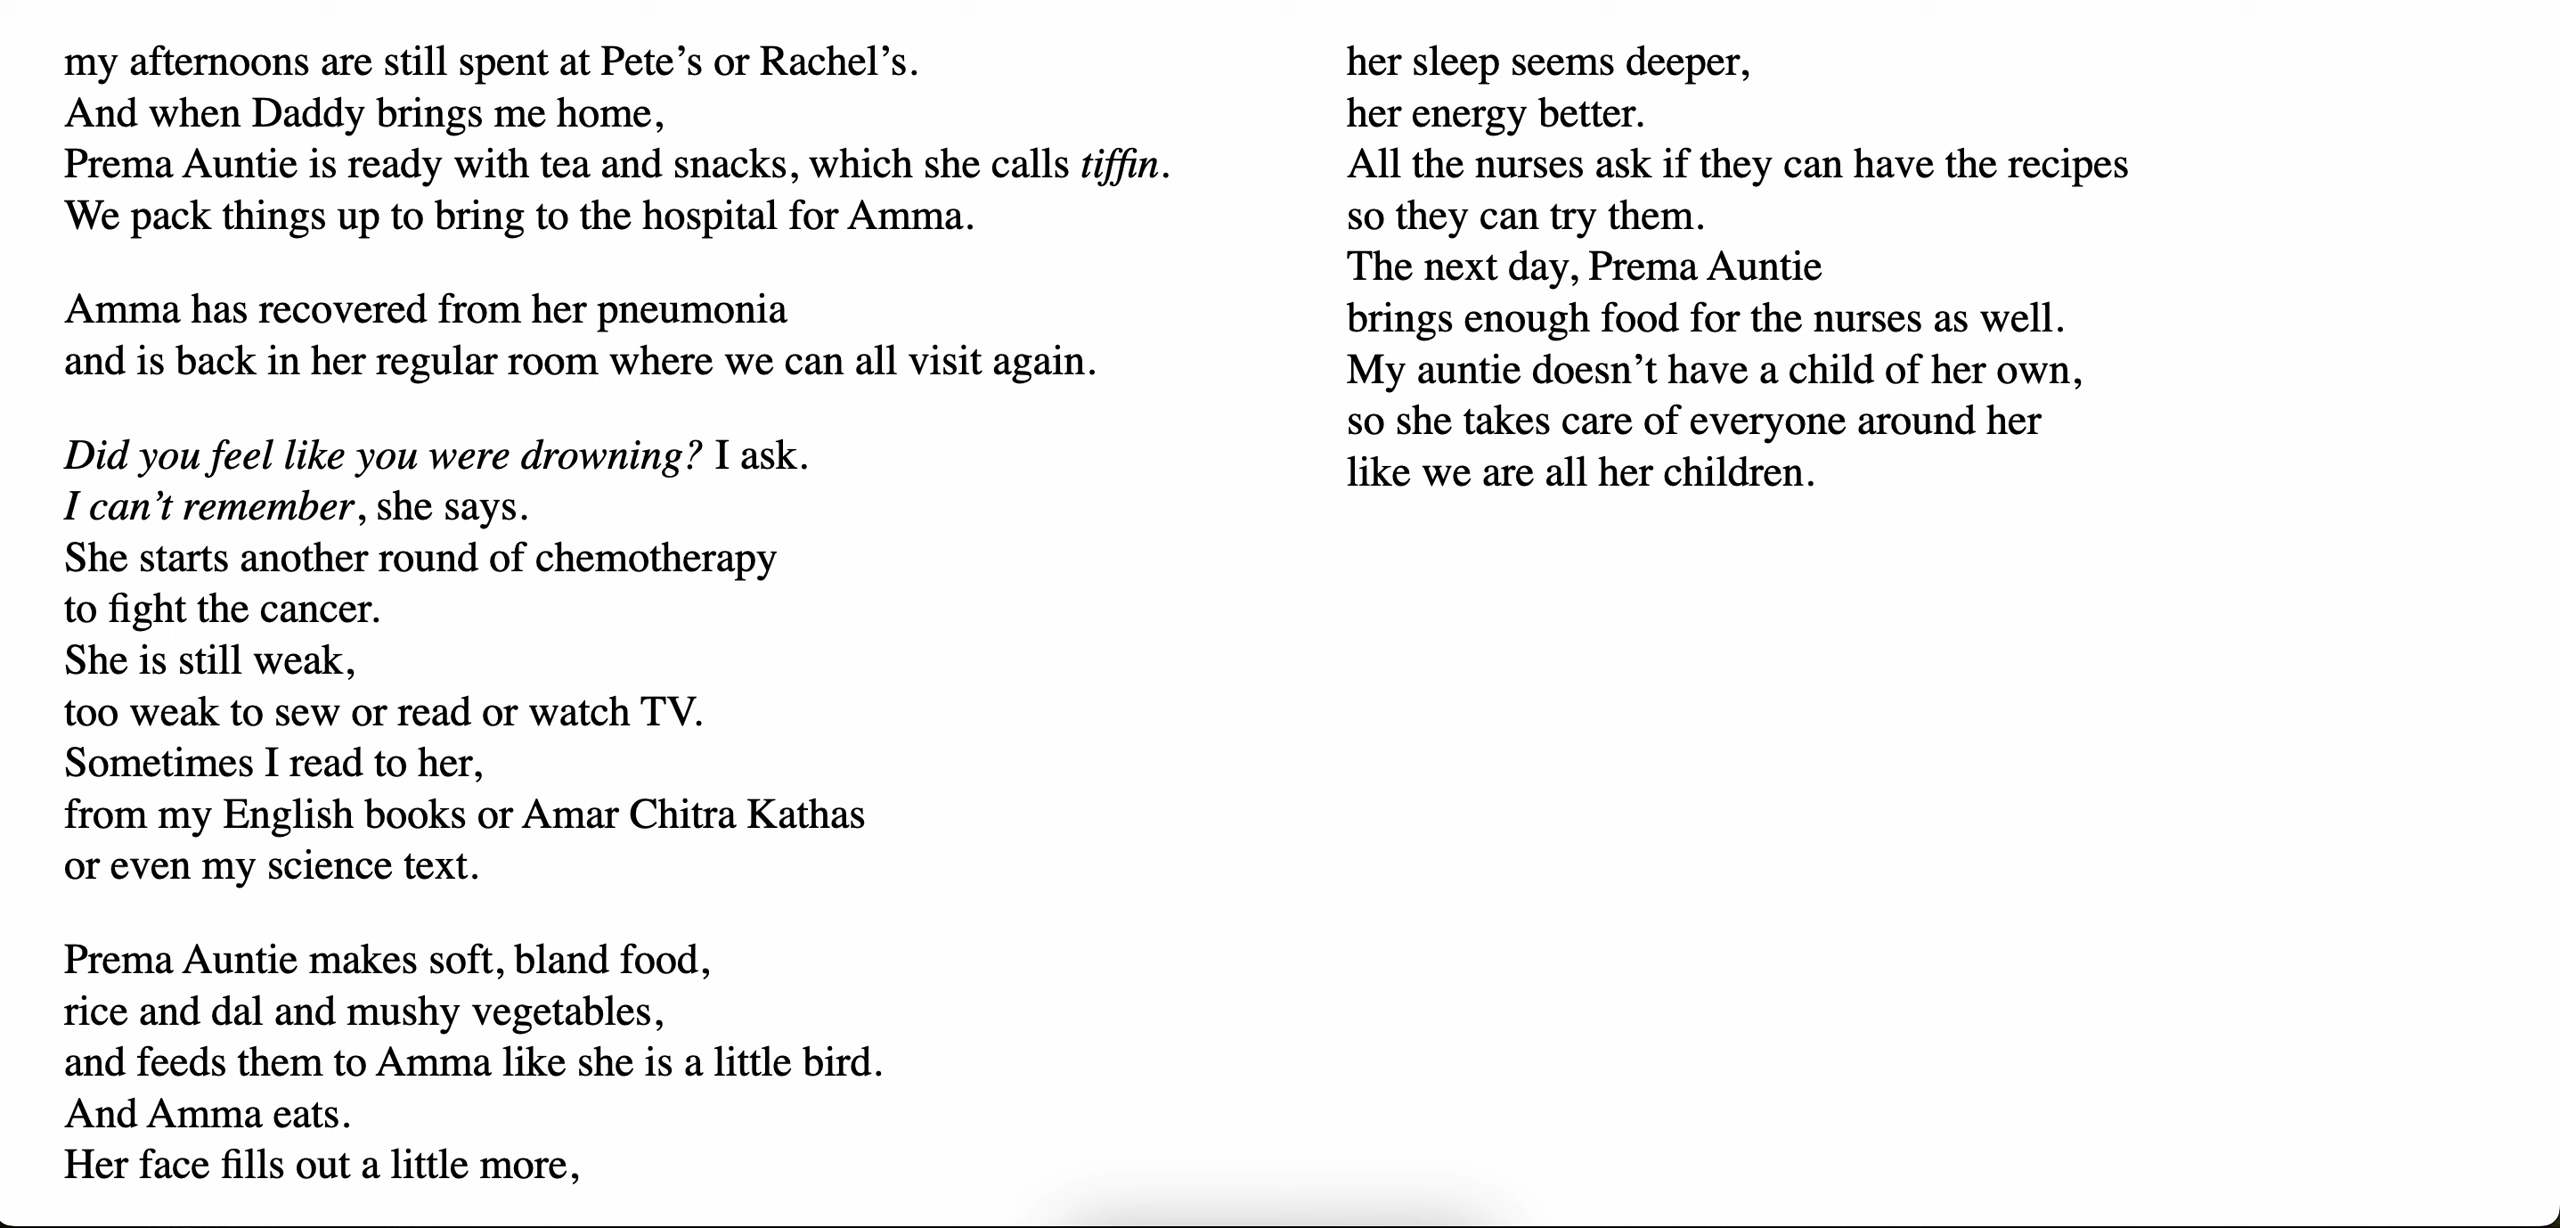 my afternoons are still spent at Pete’s or Rachel’s.
And when Daddy brings me home,
Prema Auntie is ready with tea and snacks, which she calls tiffin.
We pack things up to bring to the hospital for Amma.
Amma has recovered from her pneumonia
and is back in her regular room where we can all visit again.
Did you feel like you were drowning? I ask.
I can’t remember, she says.
She starts another round of chemotherapy
to fight the cancer.
She is still weak,
too weak to sew or read or watch TV.
Sometimes I read to her,
from my English books or Amar Chitra Kathas
or even my science text.
Prema Auntie makes soft, bland food,
rice and dal and mushy vegetables,
and feeds them to Amma like she is a little bird.
And Amma eats.
Her face fills out a little more,
her sleep seems deeper,
her energy better.
All the nurses ask if they can have the recipes
so they can try them.
The next day, Prema Auntie
brings enough food for the nurses as well.
My auntie doesn’t have a child of her own,
so she takes care of everyone around her
like we are all her children.